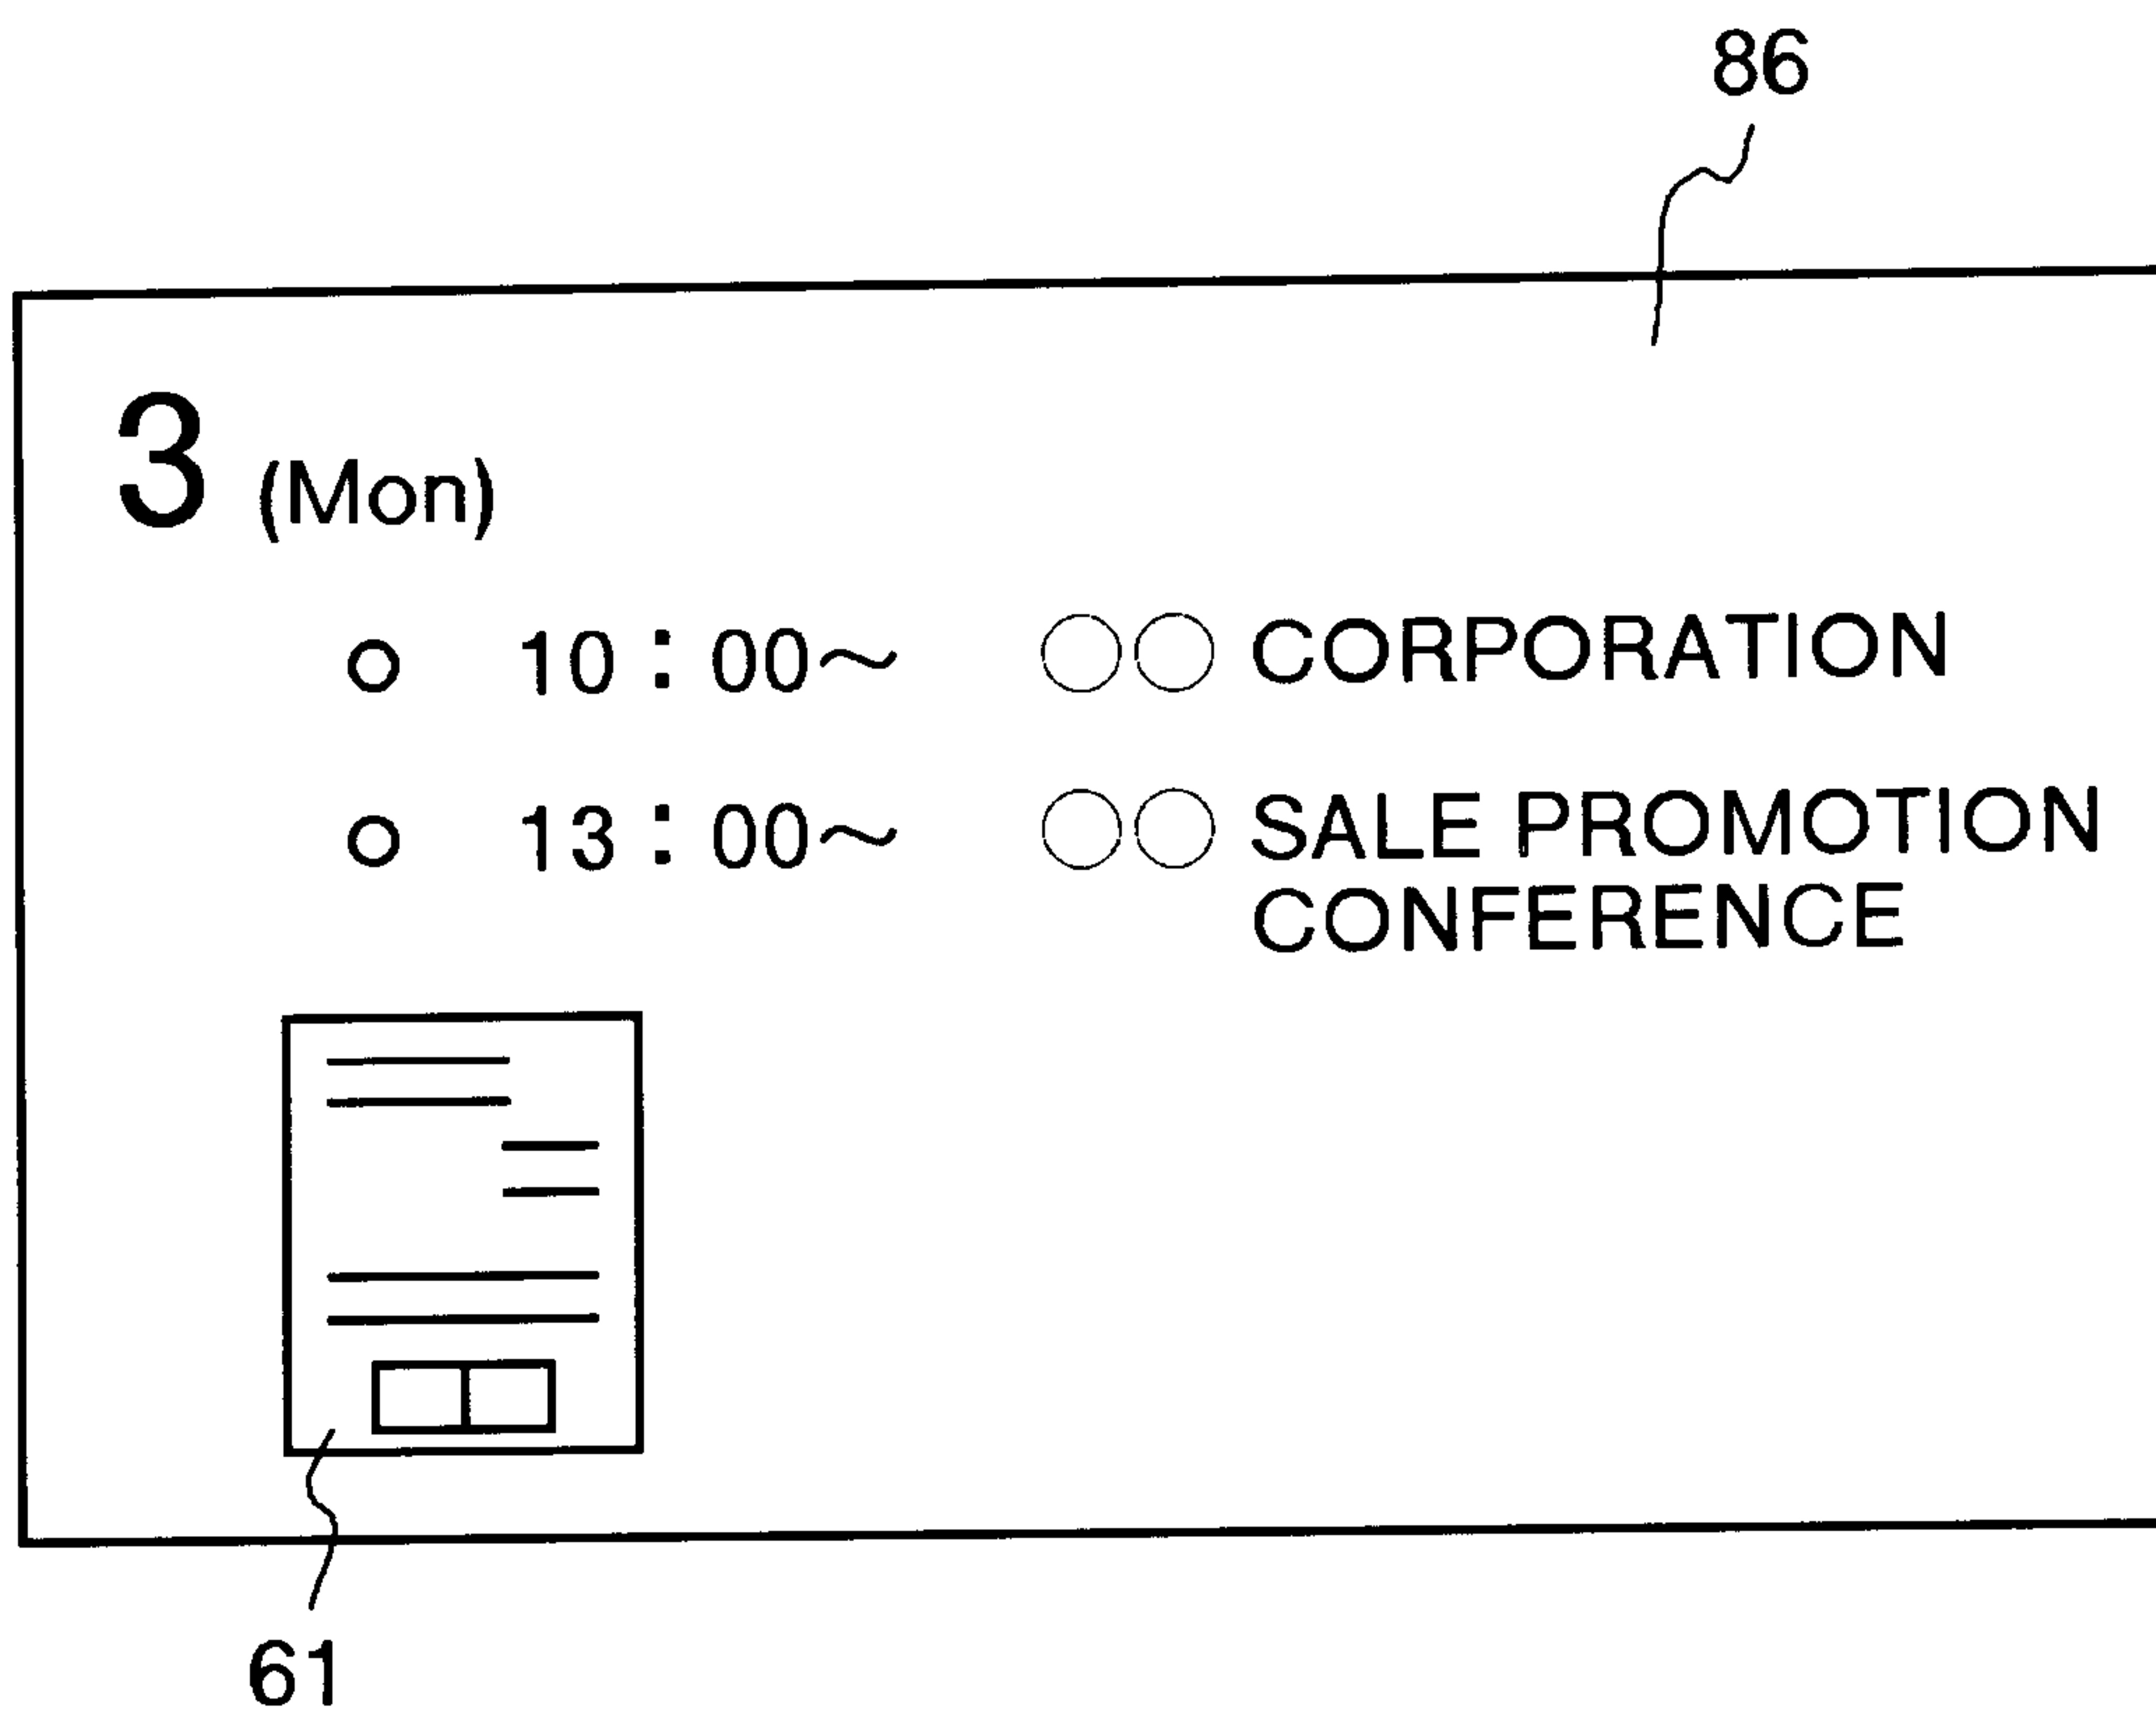 86
3 (Mon)
○ 10:00~ ○○ CORPORATION
○ 13:00~ ○○ SALE PROMOTION
CONFERENCE
61